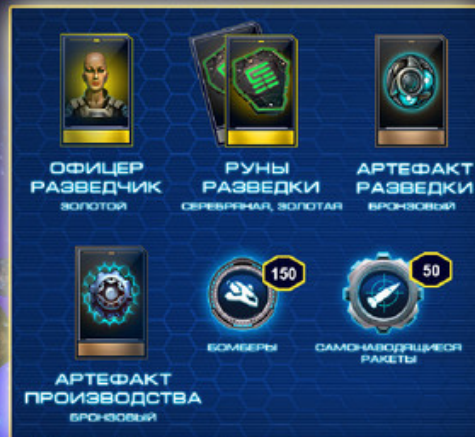 ОФИЦЕР
РАЗВЕДЧИК
ЗОЛОТОЙ
РУНЫ
РАЗВЕДКИ
СЕРЕБРЯНАЯ, ЗОЛОТАЯ
АРТЕФАКТ
РАЗВЕДКИ
БРОНЗОВЫЙ
АРТЕФАКТ
ПРОИЗВОДСТВА
БРОНЗОВЫЙ
150
БОМБЕРЫ
50
САМОНАВОДЯЩИЕСЯ
РАКЕТЫ